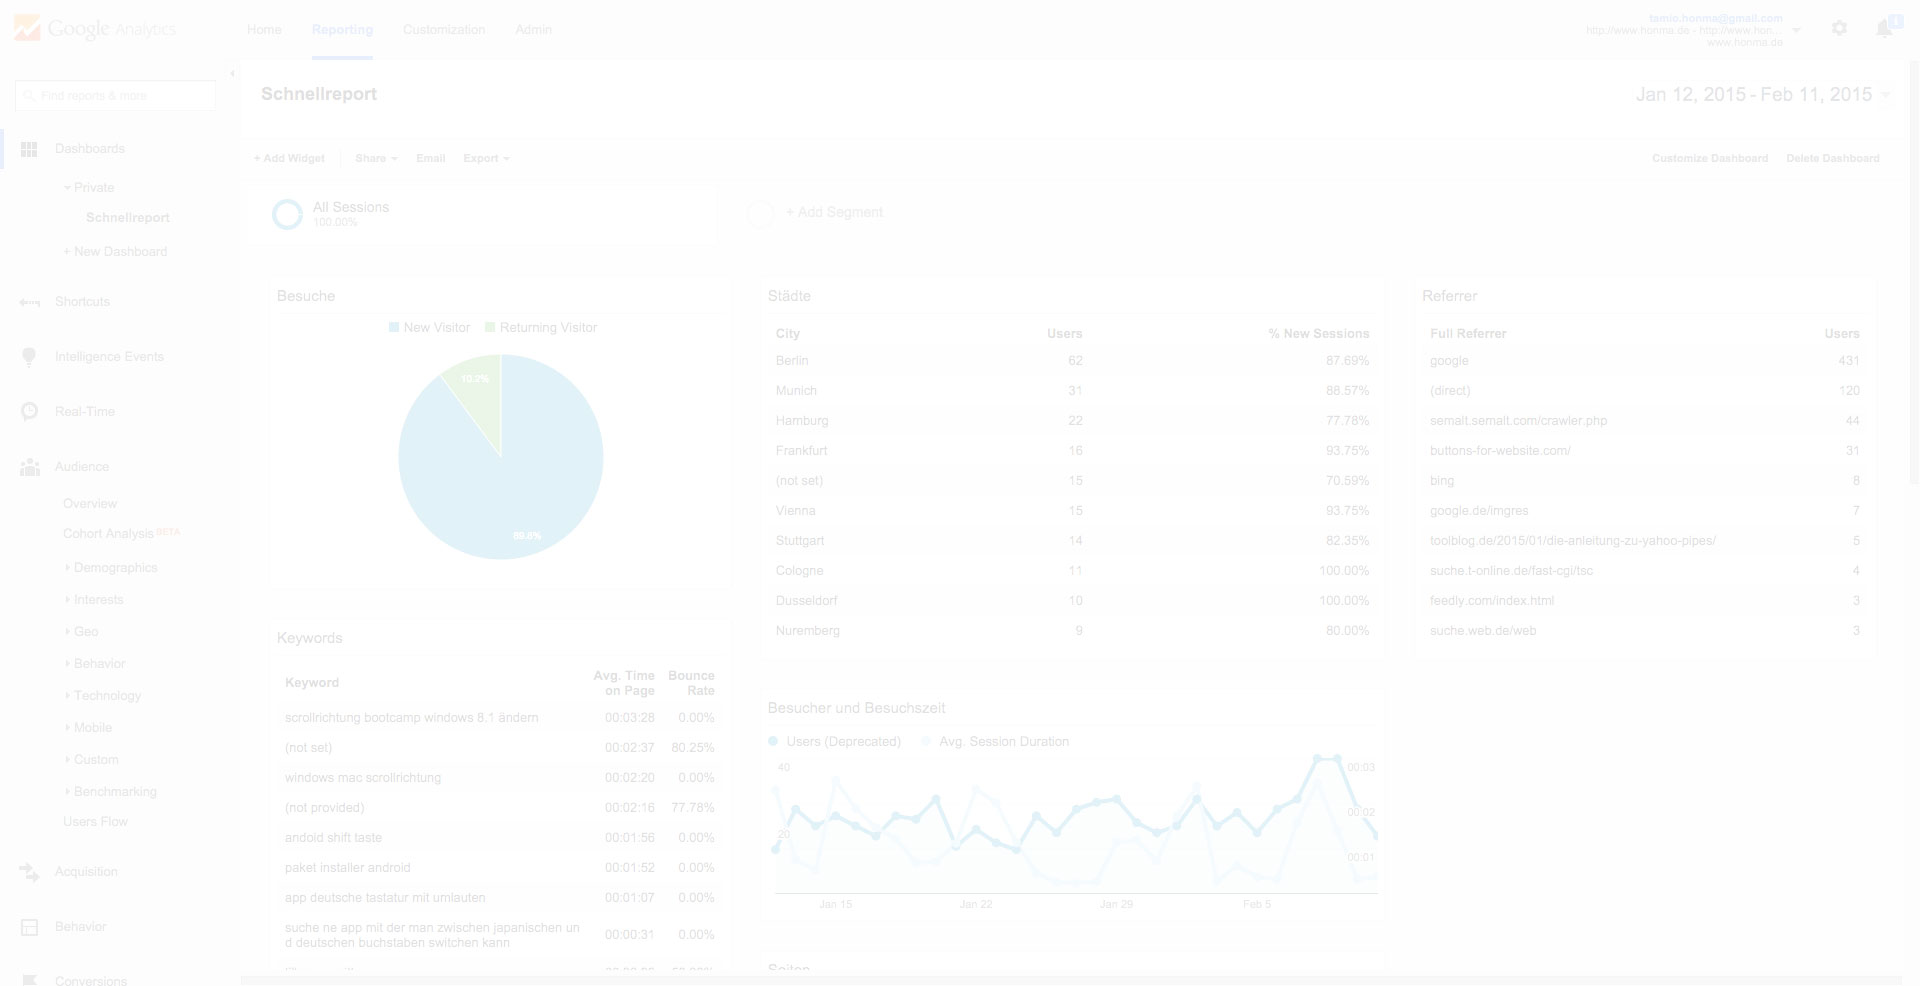 Google Analytics
Home Reporting Customization Admin
tamio.honma@gmail.com
http://www.honma.de - http://www.hon...
www.honma.de
Find reports & more
Schnellreport
Jan 12, 2015 - Feb 11, 2015
Dashboards
Private
Schnellreport
+ New Dashboard
Shortcuts
Intelligence Events
Real-Time
Audience
Overview
Cohort Analysis BETA
Demographics
Interests
Geo
Behavior
Technology
Mobile
Custom
Benchmarking
Users Flow
Acquisition
Behavior
Conversions
+ Add Widget Share Email Export
Customize Dashboard Delete Dashboard
All Sessions
100.00%
+ Add Segment
Besuche
New Visitor Returning Visitor
10.2%
89.8%
Keywords
Keyword Avg. Time on Page Bounce Rate
scrollrichtung bootcamp windows 8.1 ändern 00:03:28 0.00%
(not set) 00:02:37 80.25%
windows mac scrollrichtung 00:02:20 0.00%
(not provided) 00:02:16 77.78%
andoid shift taste 00:01:56 0.00%
paket installer android 00:01:52 0.00%
app deutsche tastatur mit umlauten 00:01:07 0.00%
suche ne app mit der man zwischen japanischen un
d deutschen buchstaben switchen kann 00:00:31 0.00%
Städte
City Users % New Sessions
Berlin 62 87.69%
Munich 31 88.57%
Hamburg 22 77.78%
Frankfurt 16 93.75%
(not set) 15 70.59%
Vienna 15 93.75%
Stuttgart 14 82.35%
Cologne 11 100.00%
Dusseldorf 10 100.00%
Nuremberg 9 80.00%
Besucher und Besuchszeit
Users (Deprecated) Avg. Session Duration
40 00:03
00:02
20
00:01
Jan 15 Jan 22 Jan 29 Feb 5
Seiten
Referrer
Full Referrer Users
google 431
(direct) 120
semalt.semalt.com/crawler.php 44
buttons-for-website.com/ 31
bing 8
google.de/imgres 7
toolblog.de/2015/01/die-anleitung-zu-yahoo-pipes/ 5
suche.t-online.de/fast-cgi/tsc 4
feedly.com/index.html 3
suche.web.de/web 3